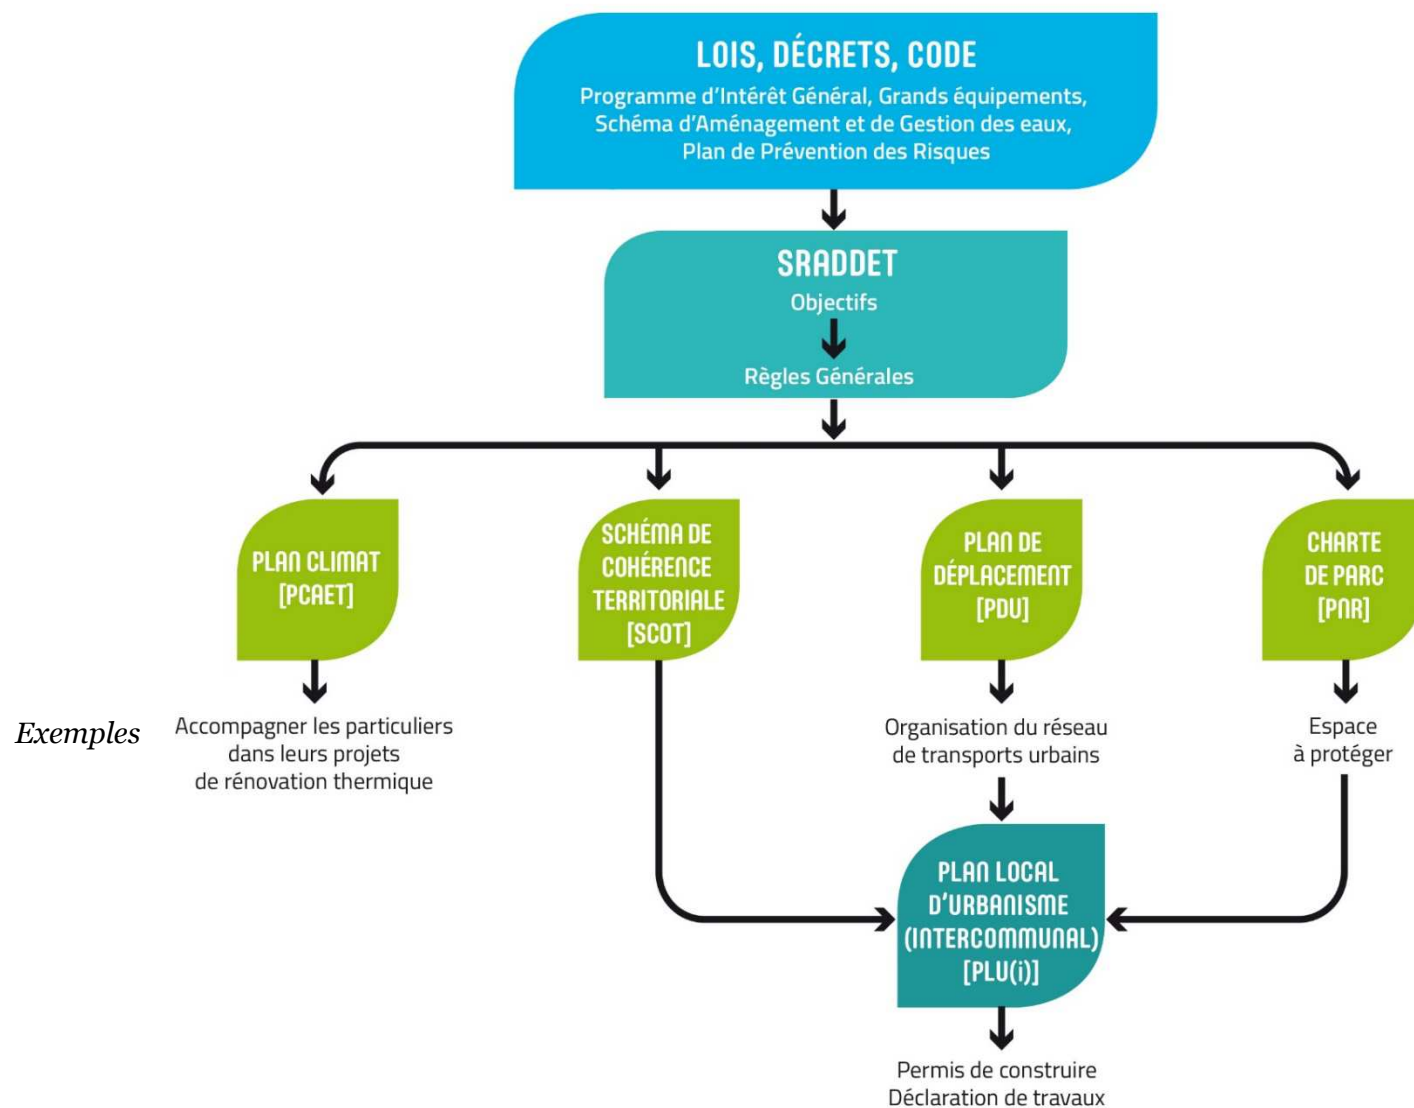 LOIS, DÉCRETS, CODE
Programme d'Intérêt Général, Grands équipements,
Schéma d'Aménagement et de Gestion des eaux,
Plan de Prévention des Risques
SRADDET
Objectifs
Règles Générales
PLAN CLIMAT
[PCAET]
SCHÉMA DE
COHÉRENCE
TERRITORIALE
[SCOT]
PLAN DE
DÉPLACEMENT
[PDU]
CHARTE
DE PARC
[PNR]
Exemples
Accompagner les particuliers
dans leurs projets
de rénovation thermique
Organisation du réseau
de transports urbains
Espace
à protéger
PLAN LOCAL
D'URBANISME
(INTERCOMMUNAL)
[PLU(i)]
Permis de construire
Déclaration de travaux